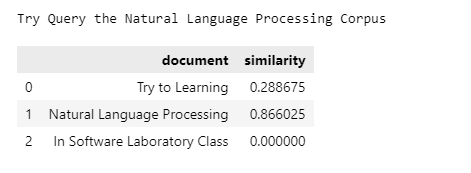 Try Query the Natural Language Processing Corpus
document similarity
0 Try to Learning 0.288675
1 Natural Language Processing 0.866025
2 In Software Laboratory Class 0.000000